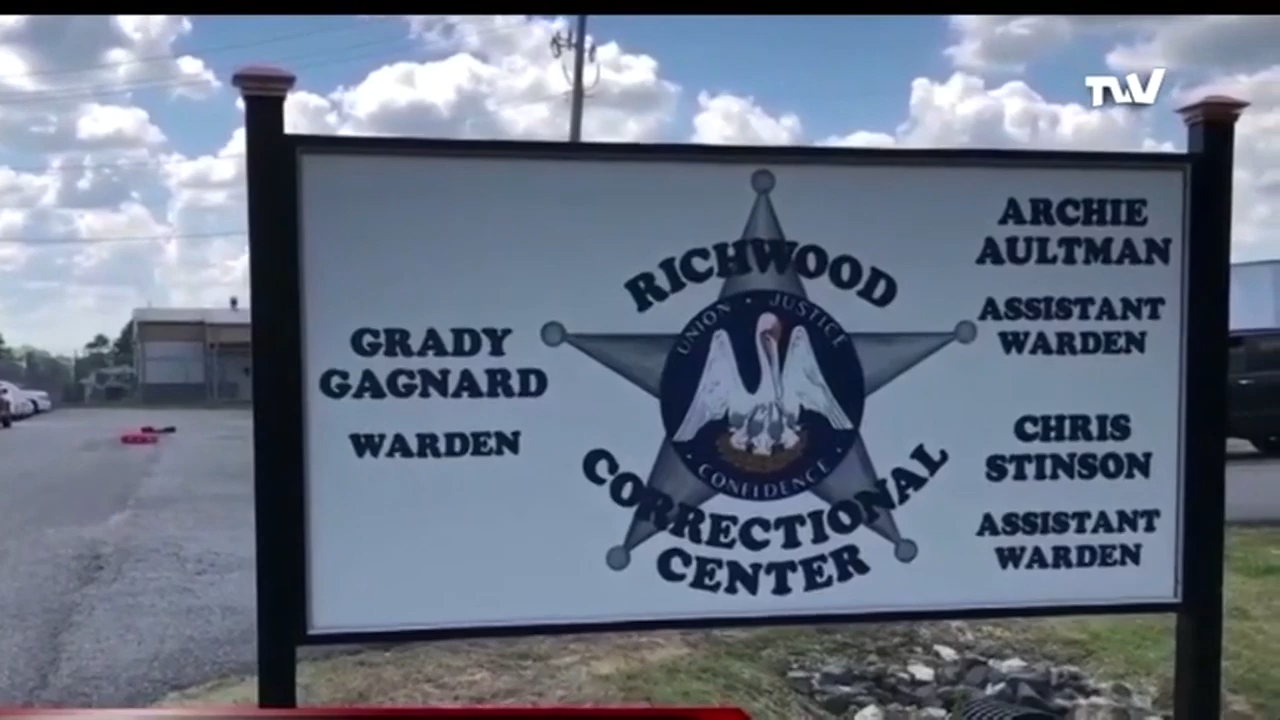 TVV
GRADY
GAGNARD
WARDEN
RICHWOOD
UNION • JUSTICE
• CONFIDENCE •
CORRECTIONAL
CENTER
ARCHIE
AULTMAN
ASSISTANT
WARDEN
CHRIS
STINSON
ASSISTANT
WARDEN